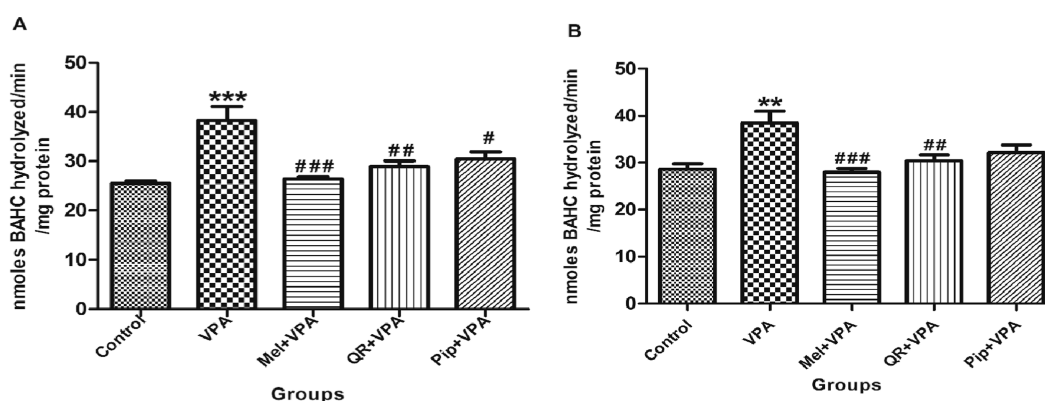 A
nmoles BAHC hydrolyzed/min
/mg protein
50
40
30
20
10
0
***
###
##
#
Control
VPA
Mel+VPA
QR+VPA
Pip+VPA
Groups
B
nmoles BAHC hydrolyzed/min
/mg protein
50
40
30
20
10
0
**
###
##
Control
VPA
Mel+VPA
QR+VPA
Pip+VPA
Groups